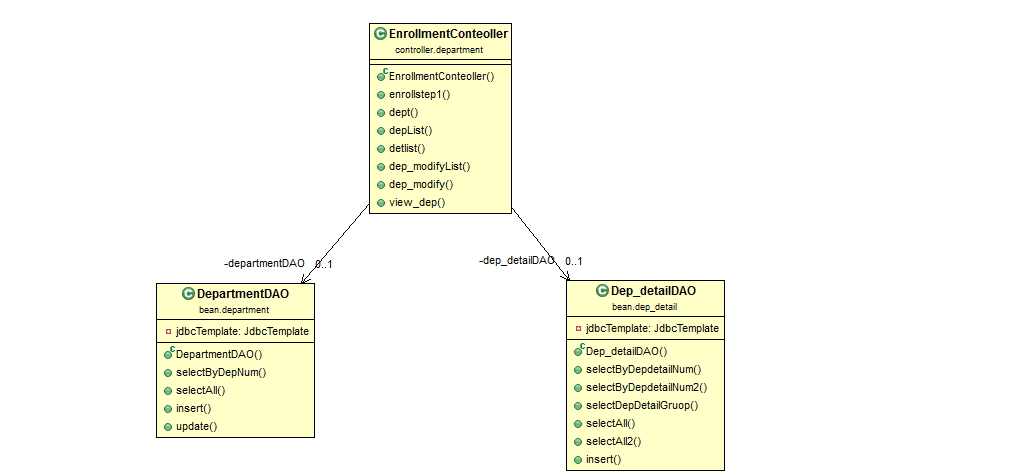 EnrollmentConteoller
controller.department
EnrollmentConteoller()
enrollstep1()
dept()
depList()
detlist()
dep_modifyList()
dep_modify()
view_dep()
-departmentDAO 0..1
-dep_detailDAO 0..1
DepartmentDAO
bean.department
jdbcTemplate: JdbcTemplate
DepartmentDAO()
selectByDepNum()
selectAll()
insert()
update()
Dep_detailDAO
bean.dep_detail
jdbcTemplate: JdbcTemplate
Dep_detailDAO()
selectByDepdetailNum()
selectByDepdetailNum2()
selectDepDetailGruop()
selectAll()
selectAll2()
insert()